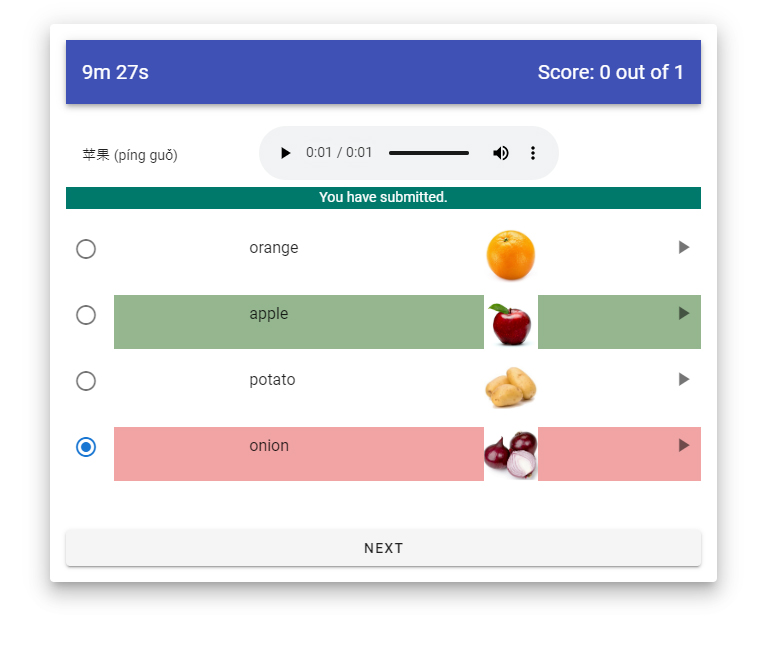 9m 27s Score: 0 out of 1
苹果 (píng guǒ) 0:01 / 0:01
You have submitted.
orange
apple
potato
onion
NEXT